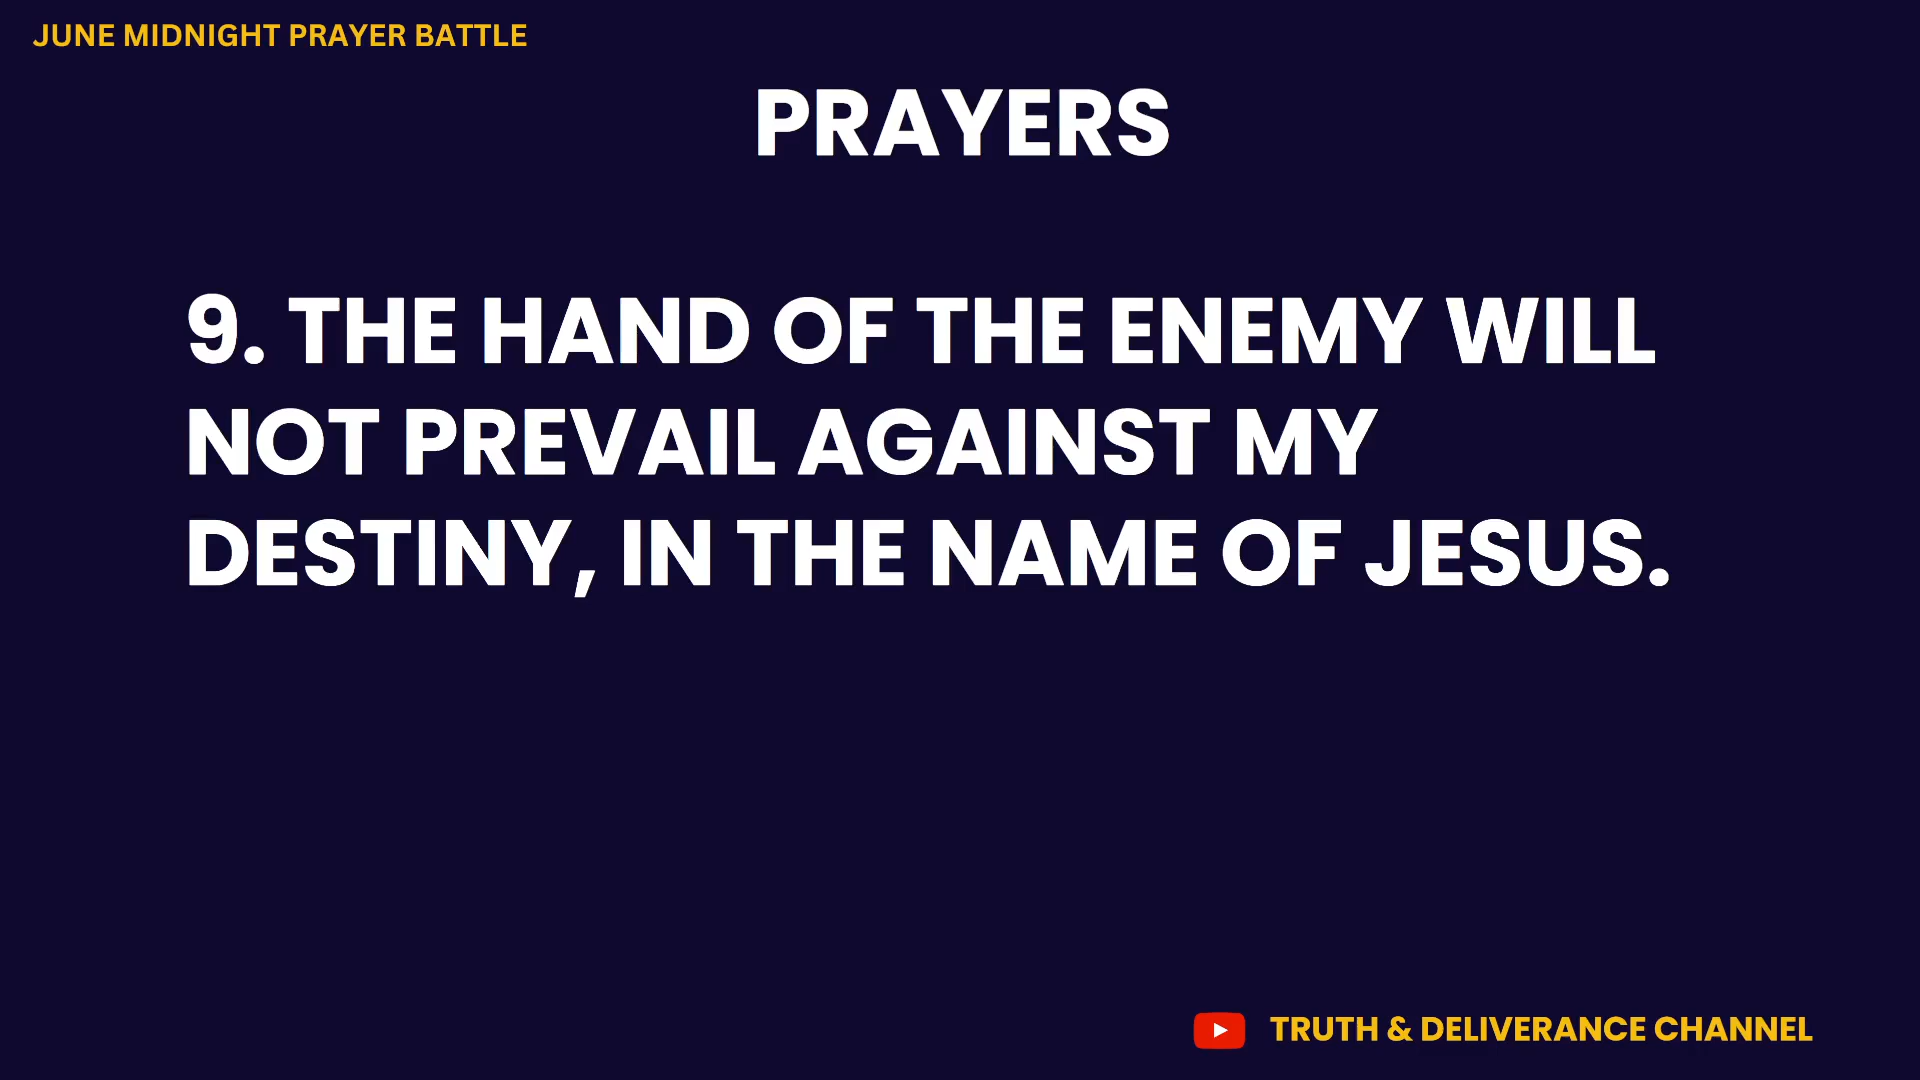 JUNE MIDNIGHT PRAYER BATTLE
PRAYERS
9. THE HAND OF THE ENEMY WILL
NOT PREVAIL AGAINST MY
DESTINY, IN THE NAME OF JESUS.
TRUTH & DELIVERANCE CHANNEL